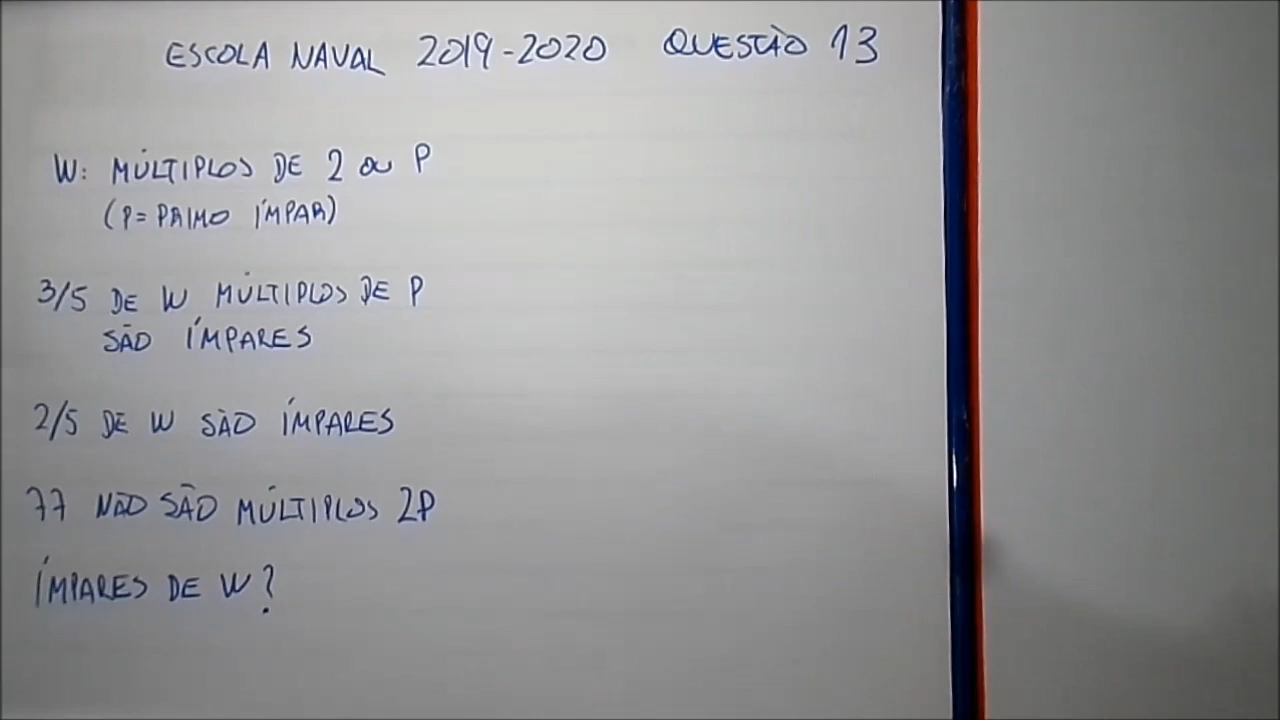 ESCOLA NAVAL 2019-2020 QUESTÃO 13
W: MÚLTIPLOS DE 2 OU P
(P= PRIMO ÍMPAR)
3/5 DE W MÚLTIPLOS DE P
SÃO ÍMPARES
2/5 DE W SÃO ÍMPARES
77 NÃO SÃO MÚLTIPLOS 2P
ÍMPARES DE W?